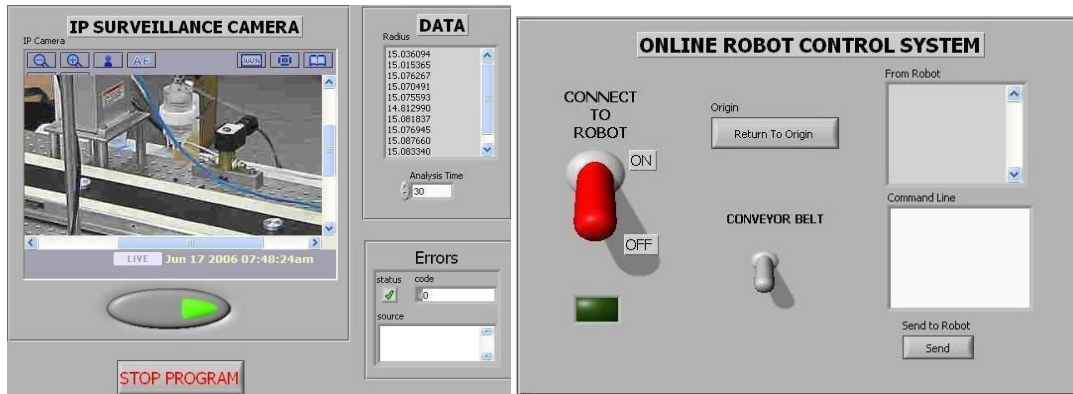 IP SURVEILLANCE CAMERA
IP Camera
AF
100%
LIVE Jun 17 2006 07:48:24am
STOP PROGRAM
DATA
Radius
15.036094
15.015365
15.076267
15.070491
15.075593
14.812990
15.081837
15.076945
15.087660
15.083340
Analysis Time
30
Errors
status code
0
source
ONLINE ROBOT CONTROL SYSTEM
CONNECT
TO
ROBOT
ON
OFF
Origin
Return To Origin
CONVEYOR BELT
From Robot
Command Line
Send to Robot
Send